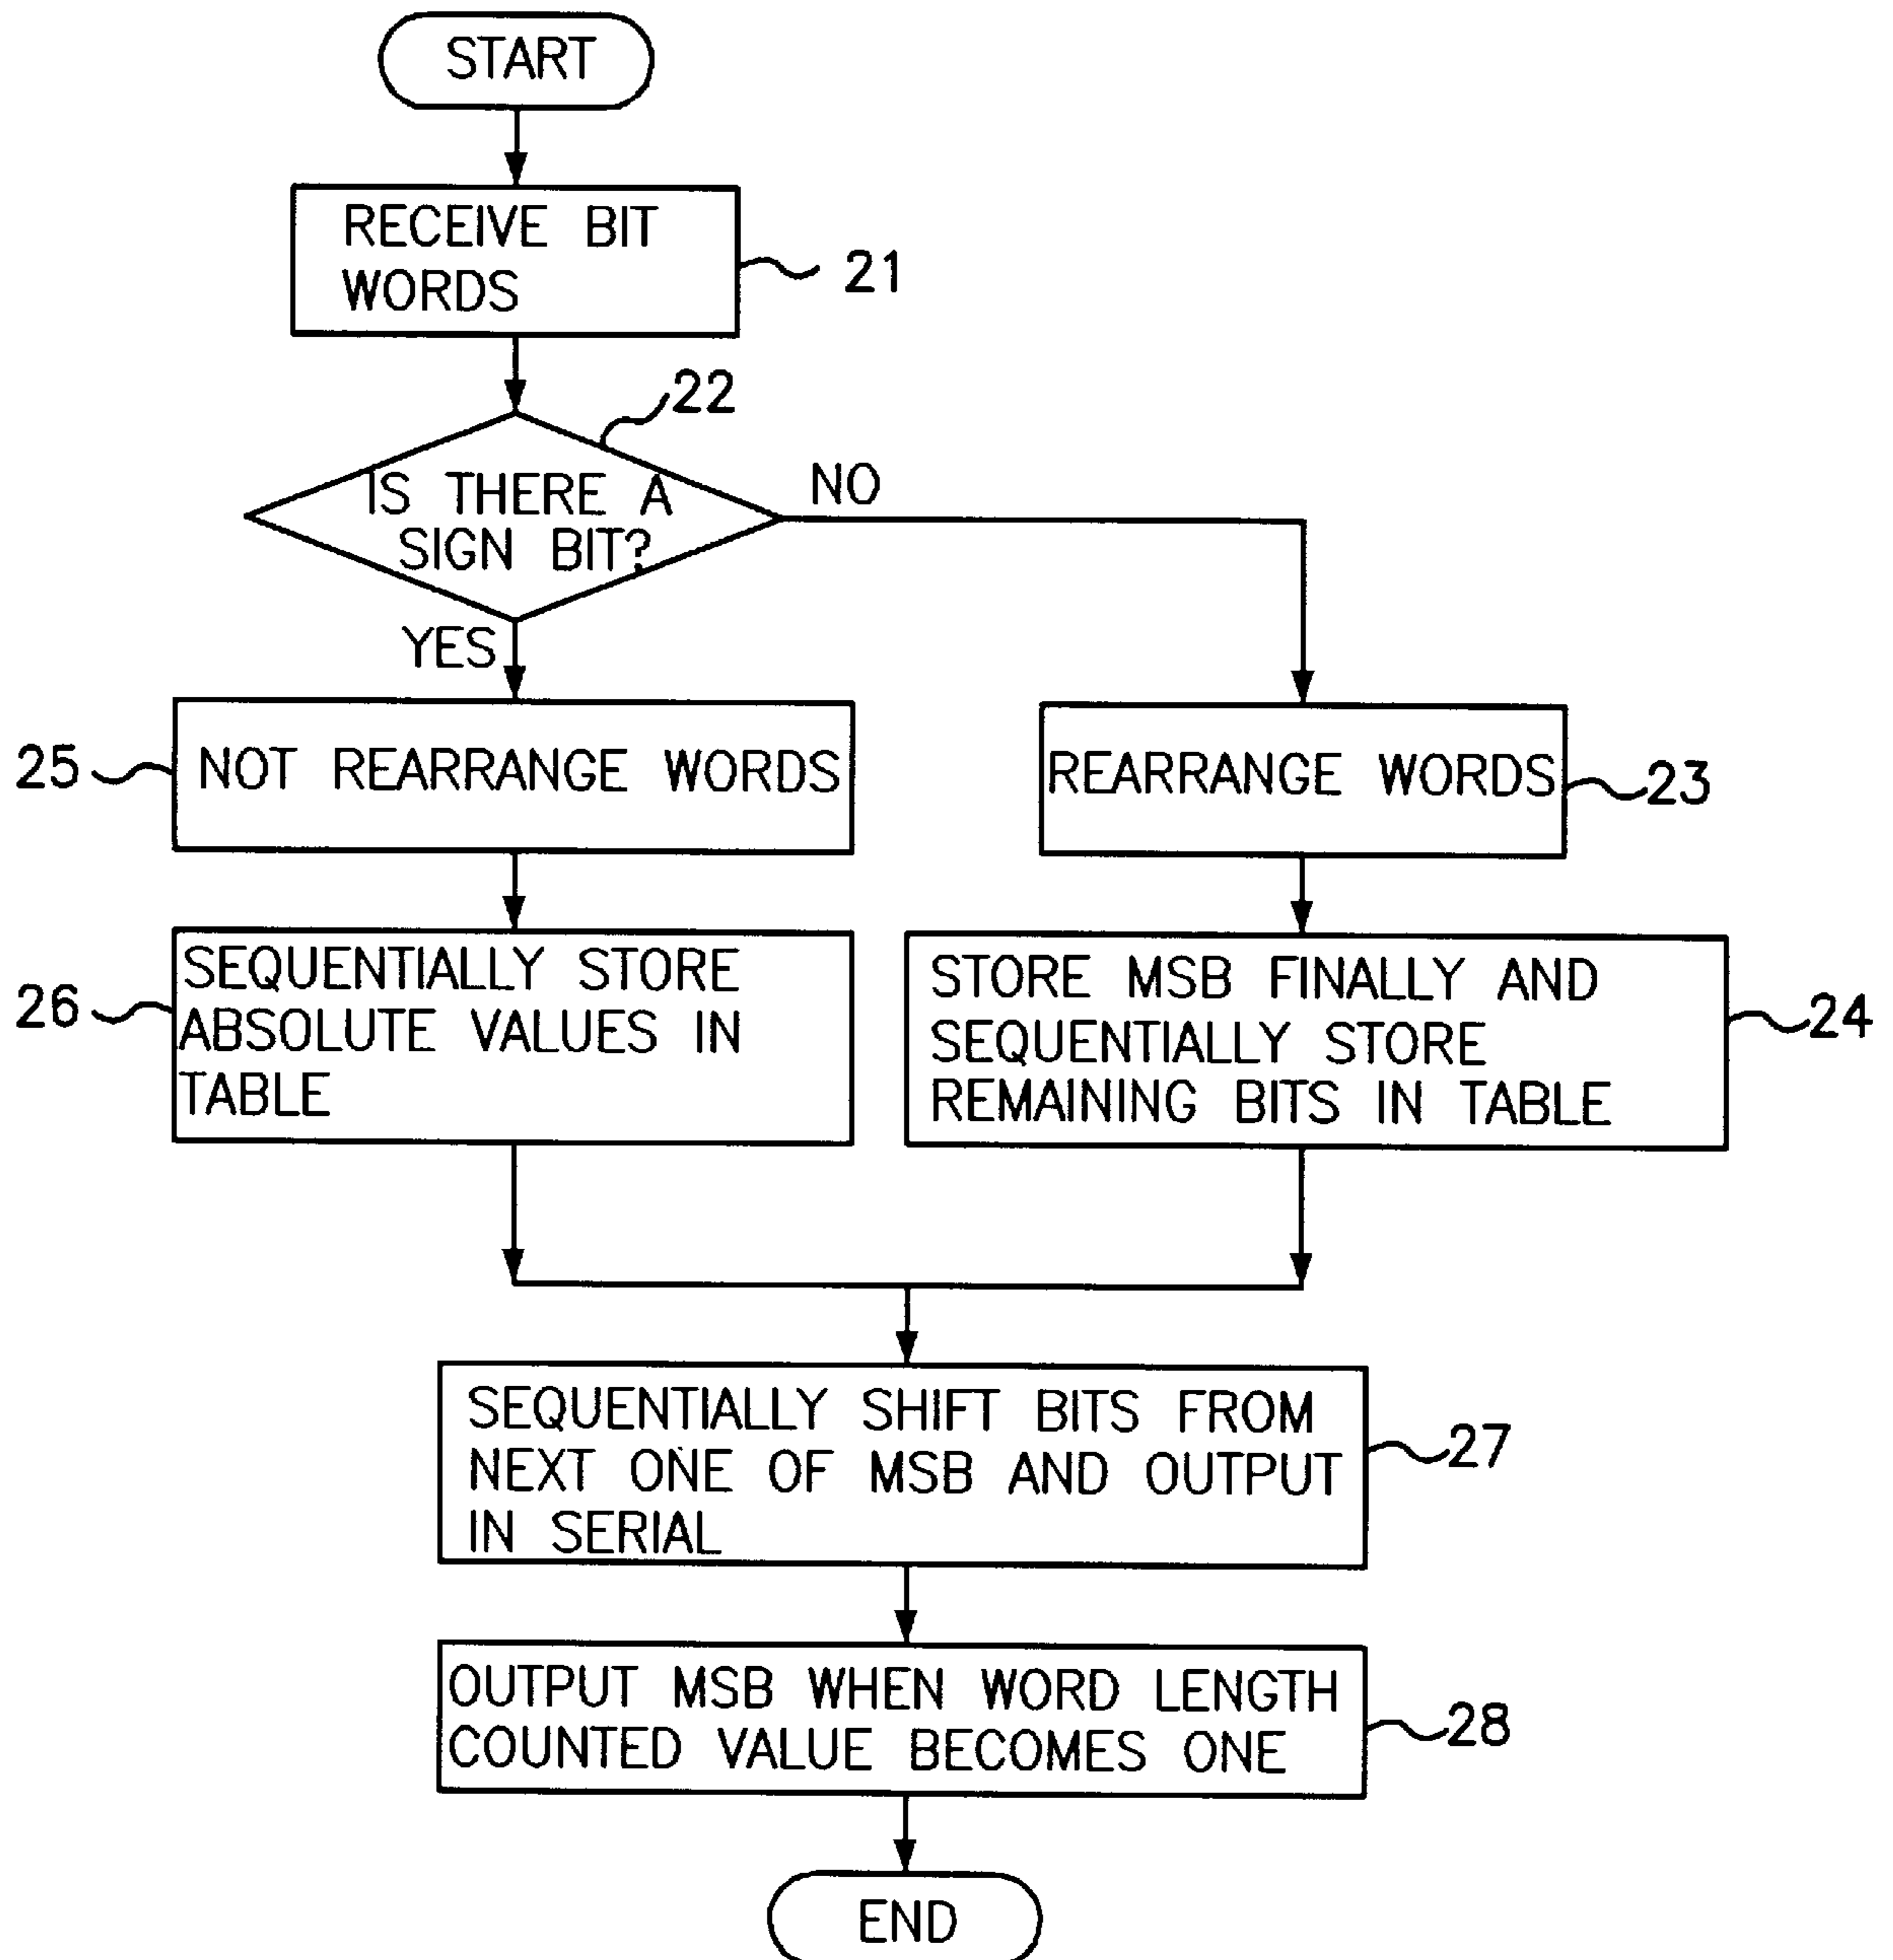 START
RECEIVE BIT
WORDS
21
22
IS THERE A
SIGN BIT?
NO
YES
25
NOT REARRANGE WORDS
REARRANGE WORDS
23
26
SEQUENTIALLY STORE
ABSOLUTE VALUES IN
TABLE
STORE MSB FINALLY AND
SEQUENTIALLY STORE
REMAINING BITS IN TABLE
24
SEQUENTIALLY SHIFT BITS FROM
NEXT ONE OF MSB AND OUTPUT
IN SERIAL
27
OUTPUT MSB WHEN WORD LENGTH
COUNTED VALUE BECOMES ONE
28
END